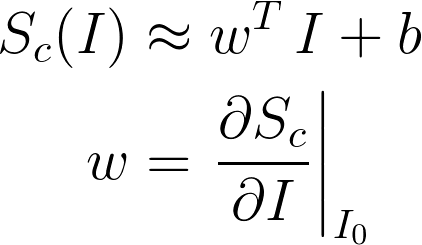 S_c(I) ≈ w^T I + b
w = ∂S_c/∂I |_{I_0}